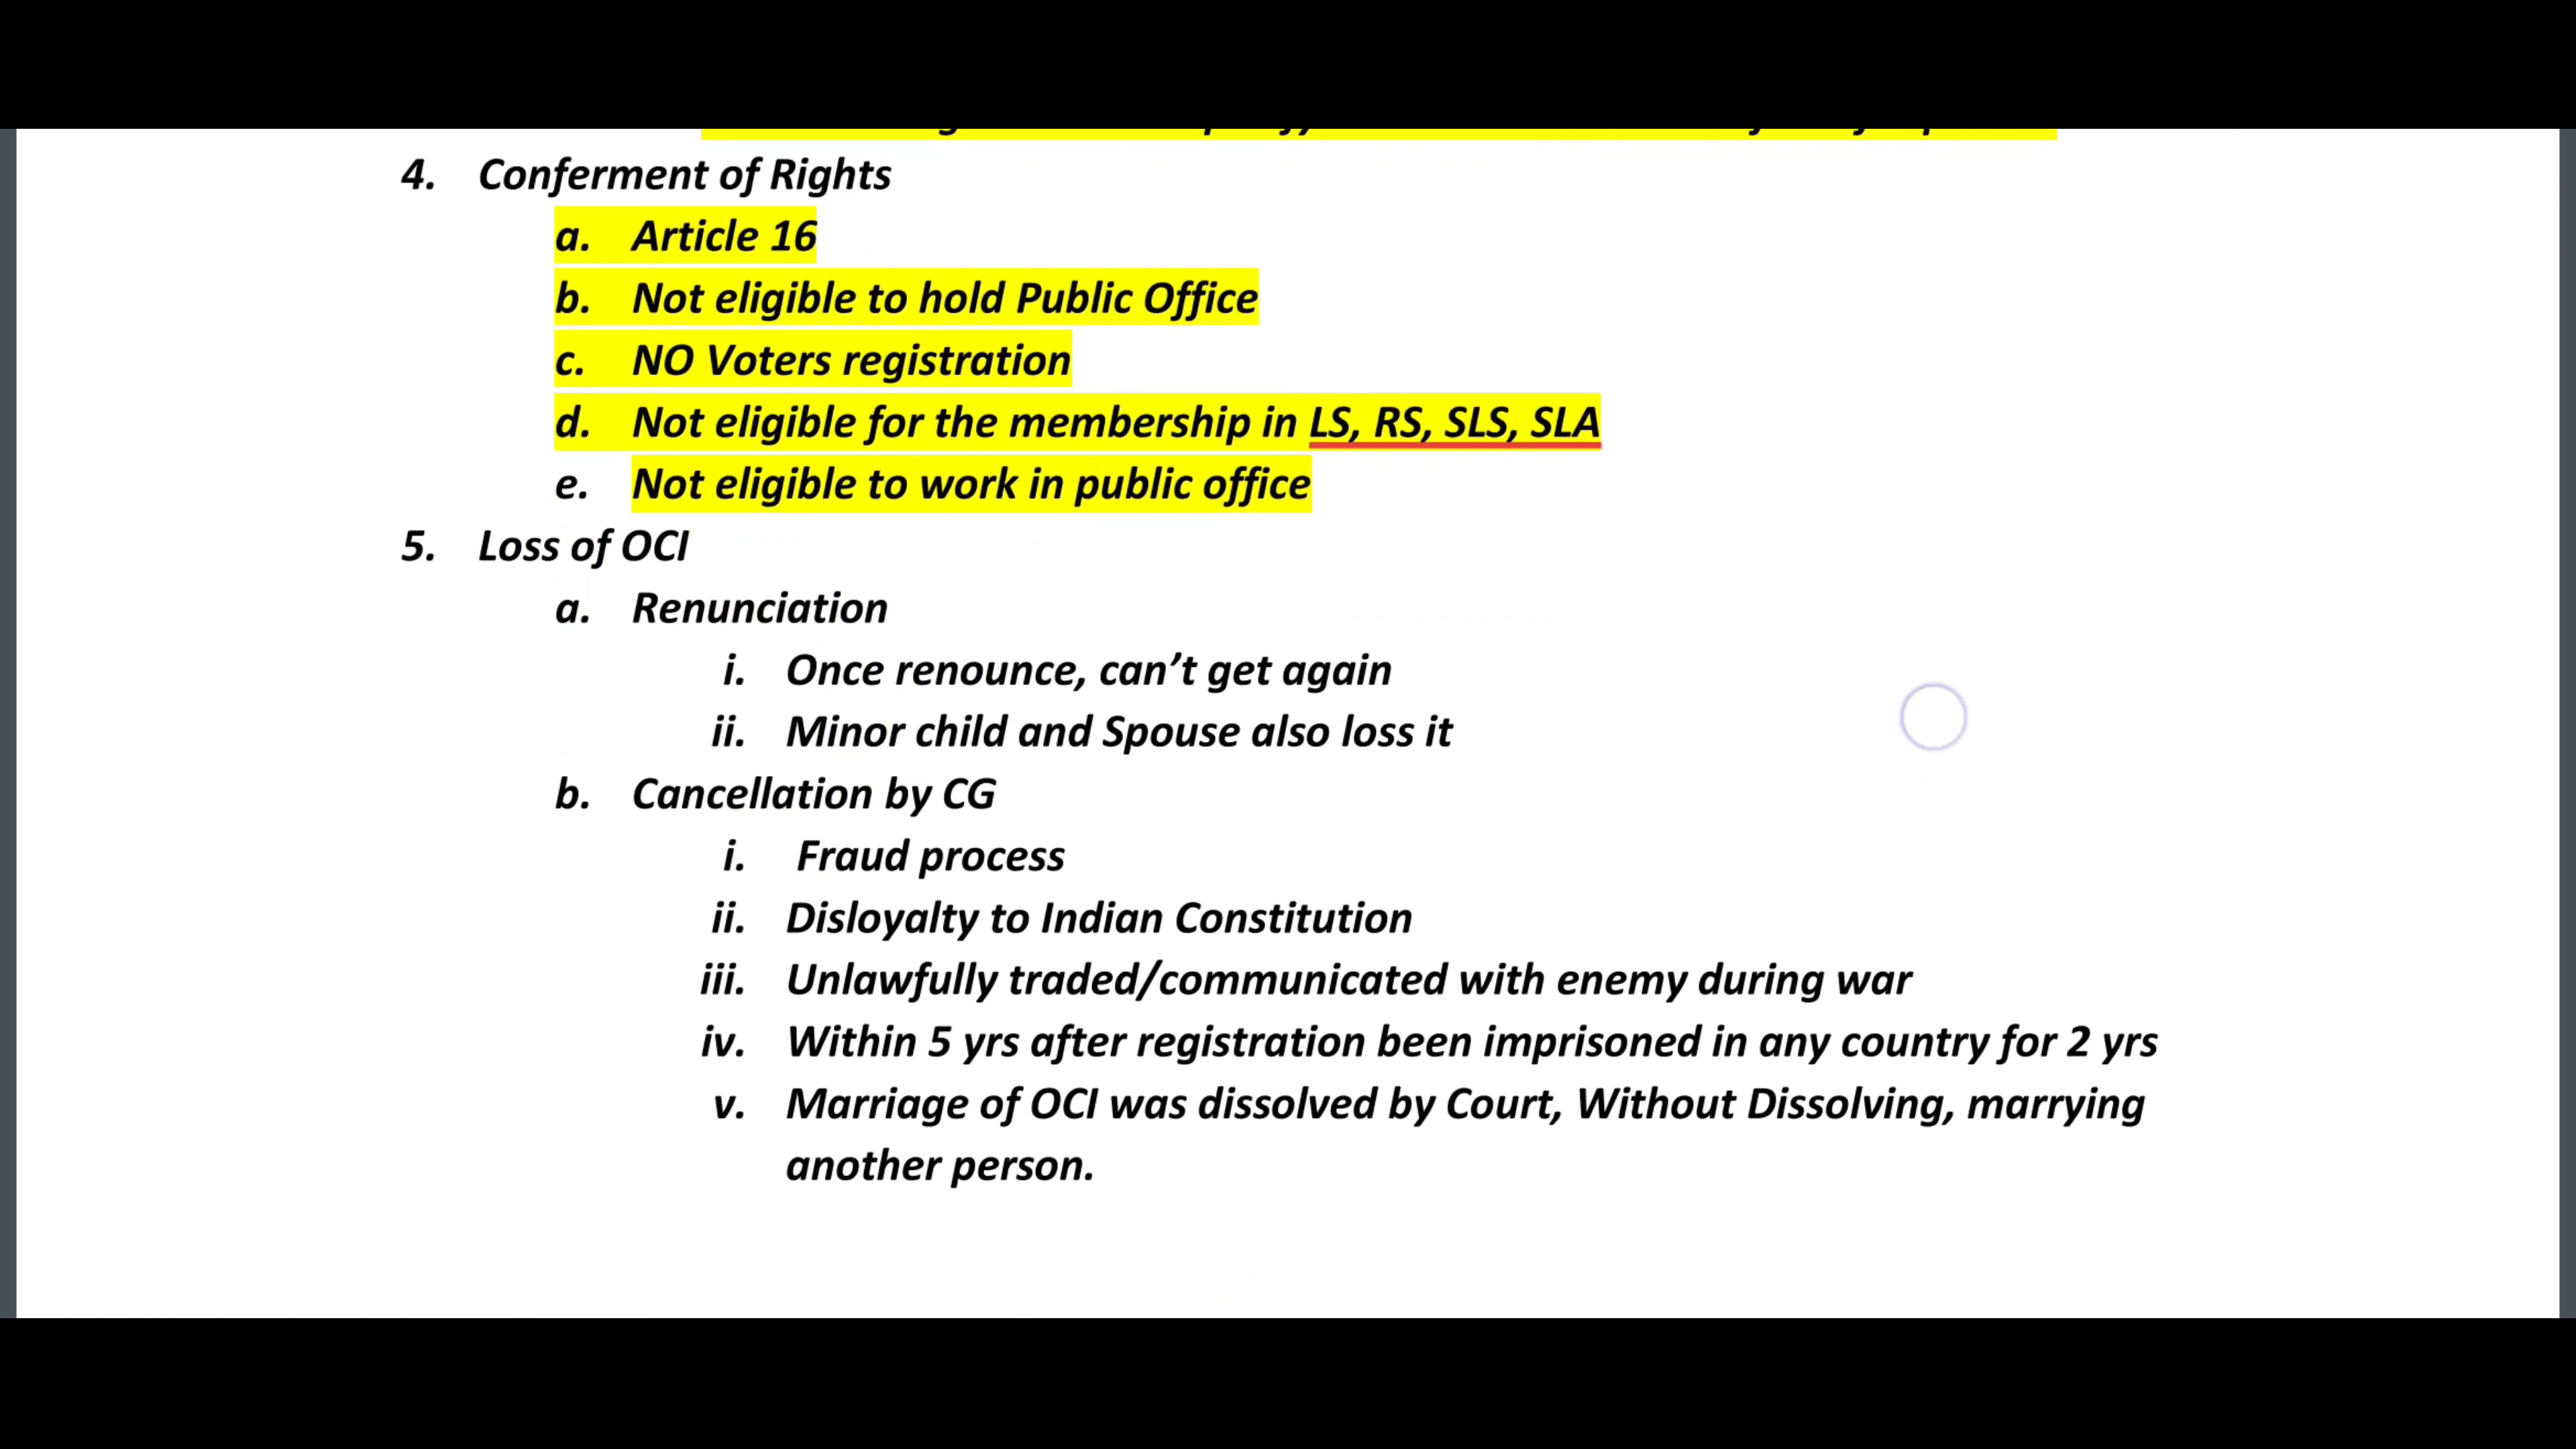 4. Conferment of Rights
a. Article 16
b. Not eligible to hold Public Office
c. NO Voters registration
d. Not eligible for the membership in LS, RS, SLS, SLA
e. Not eligible to work in public office
5. Loss of OCI
a. Renunciation
i. Once renounce, can’t get again
ii. Minor child and Spouse also loss it
b. Cancellation by CG
i. Fraud process
ii. Disloyalty to Indian Constitution
iii. Unlawfully traded/communicated with enemy during war
iv. Within 5 yrs after registration been imprisoned in any country for 2 yrs
v. Marriage of OCI was dissolved by Court, Without Dissolving, marrying
another person.